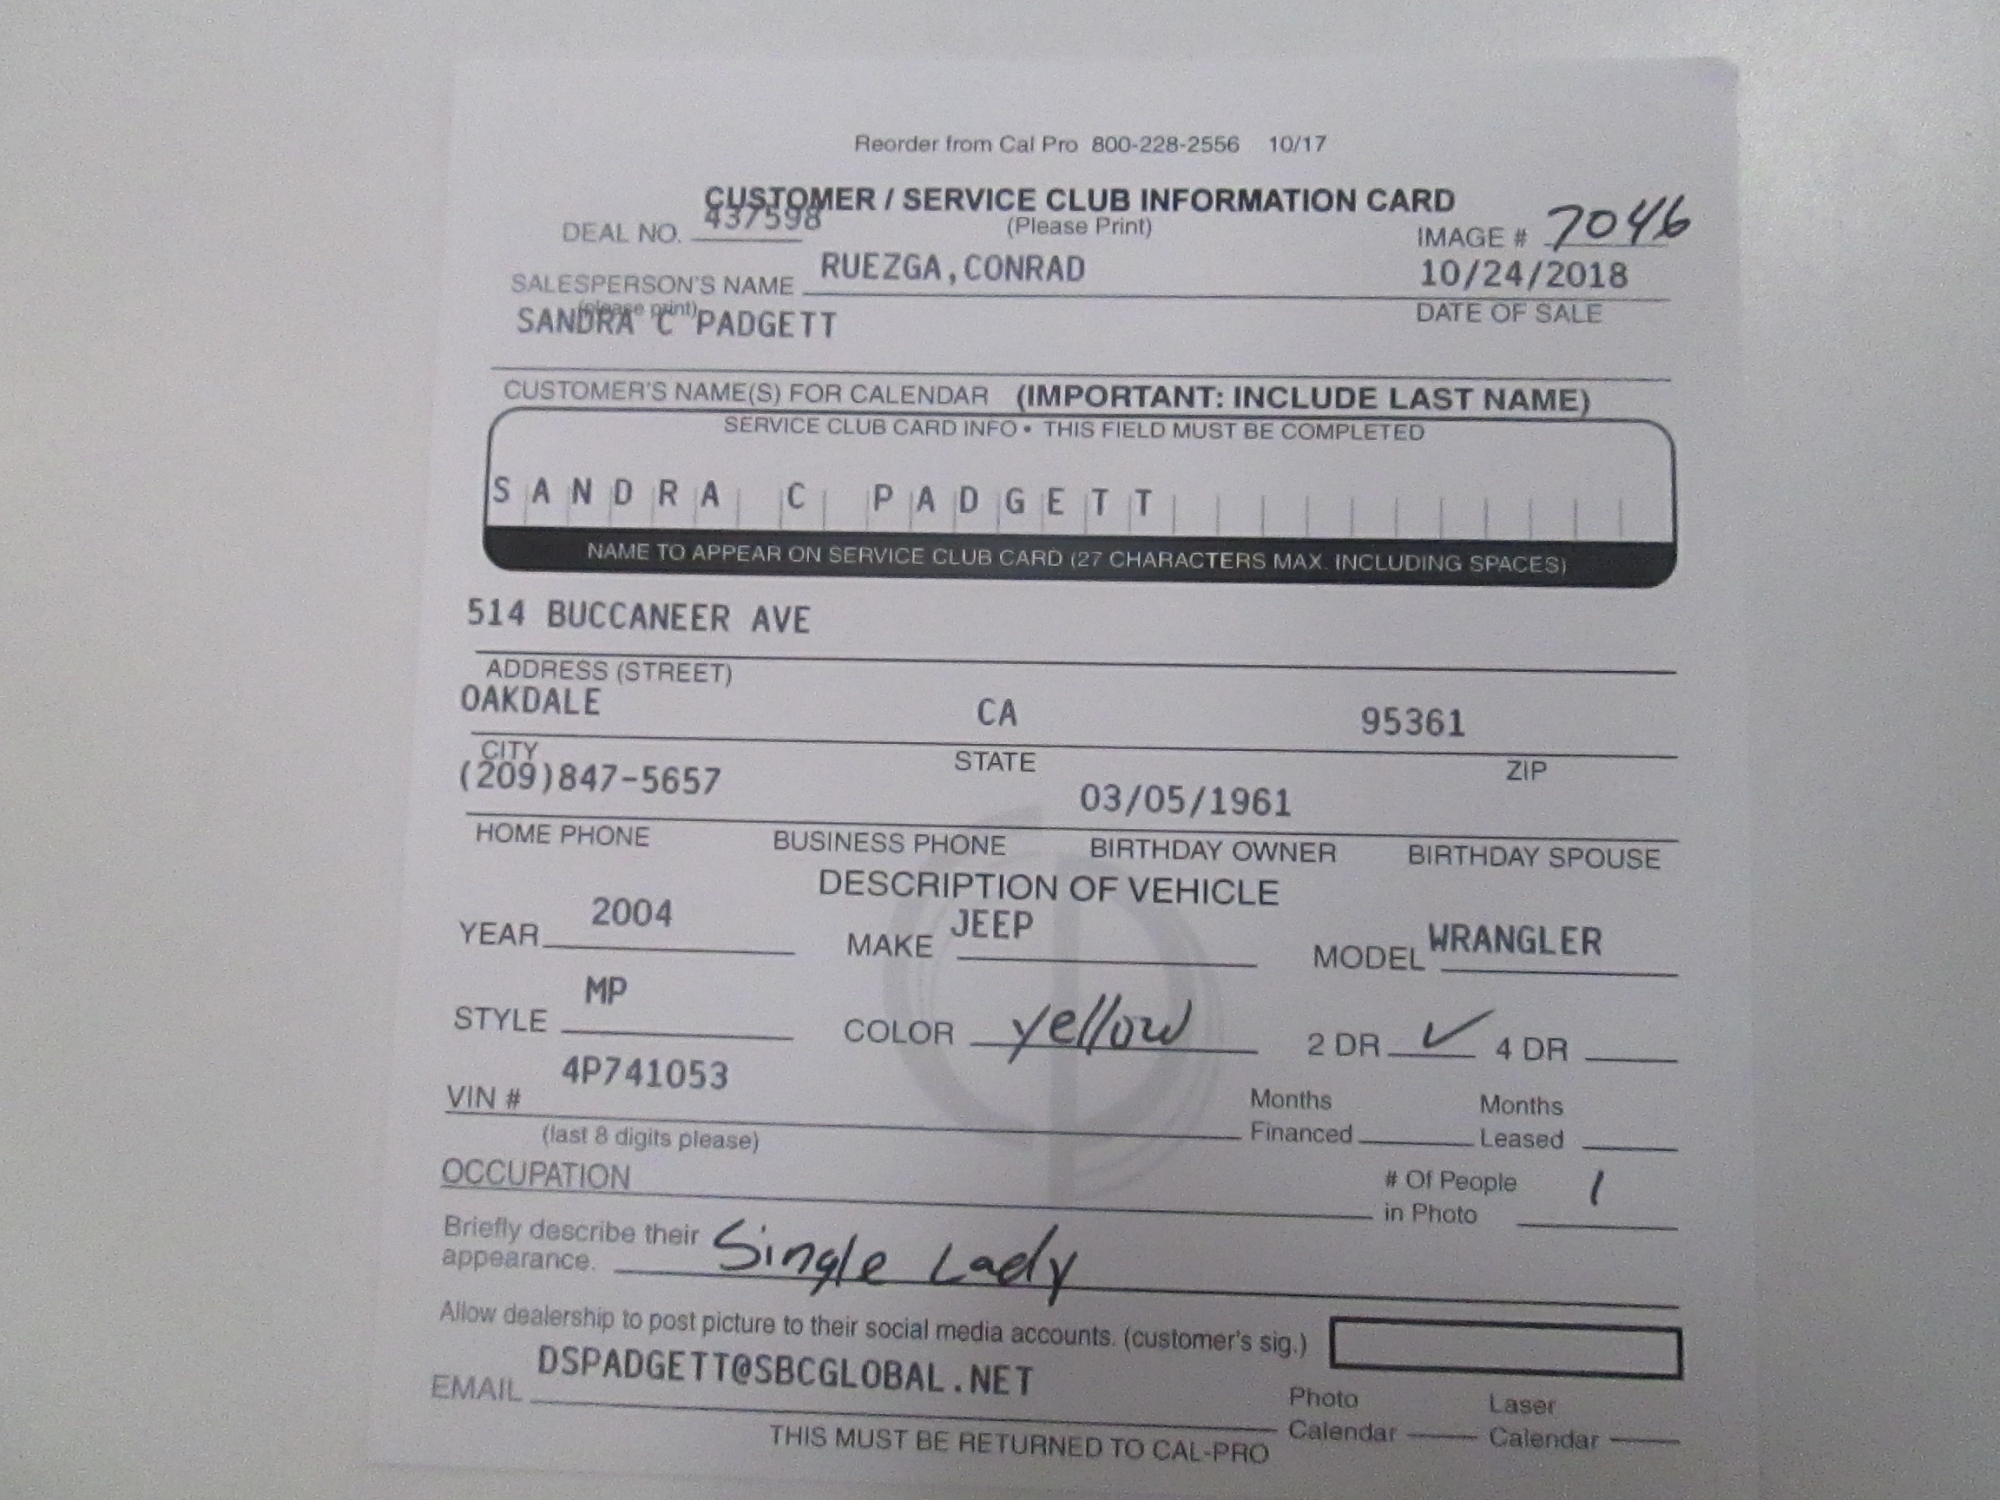 Reorder from Cal Pro 800-228-2556 10/17
CUSTOMER / SERVICE CLUB INFORMATION CARD
DEAL NO. 437598 (Please Print) IMAGE # 7046
SALESPERSON'S NAME RUEZGA,CONRAD 10/24/2018
(please print) DATE OF SALE
SANDRA C PADGETT
CUSTOMER'S NAME(S) FOR CALENDAR (IMPORTANT: INCLUDE LAST NAME)
SERVICE CLUB CARD INFO • THIS FIELD MUST BE COMPLETED
SANDRA C PADGETT
NAME TO APPEAR ON SERVICE CLUB CARD (27 CHARACTERS MAX. INCLUDING SPACES)
514 BUCCANEER AVE
ADDRESS (STREET)
OAKDALE CA 95361
CITY STATE ZIP
(209)847-5657 03/05/1961
HOME PHONE BUSINESS PHONE BIRTHDAY OWNER BIRTHDAY SPOUSE
DESCRIPTION OF VEHICLE
YEAR 2004 MAKE JEEP MODEL WRANGLER
STYLE MP COLOR yellow 2 DR ✓ 4 DR
VIN # 4P741053 Months Financed Months Leased
(last 8 digits please)
OCCUPATION # Of People in Photo 1
Briefly describe their appearance. Single Lady
Allow dealership to post picture to their social media accounts. (customer's sig.)
EMAIL DSPADGETT@SBCGLOBAL.NET Photo Calendar Laser Calendar
THIS MUST BE RETURNED TO CAL-PRO